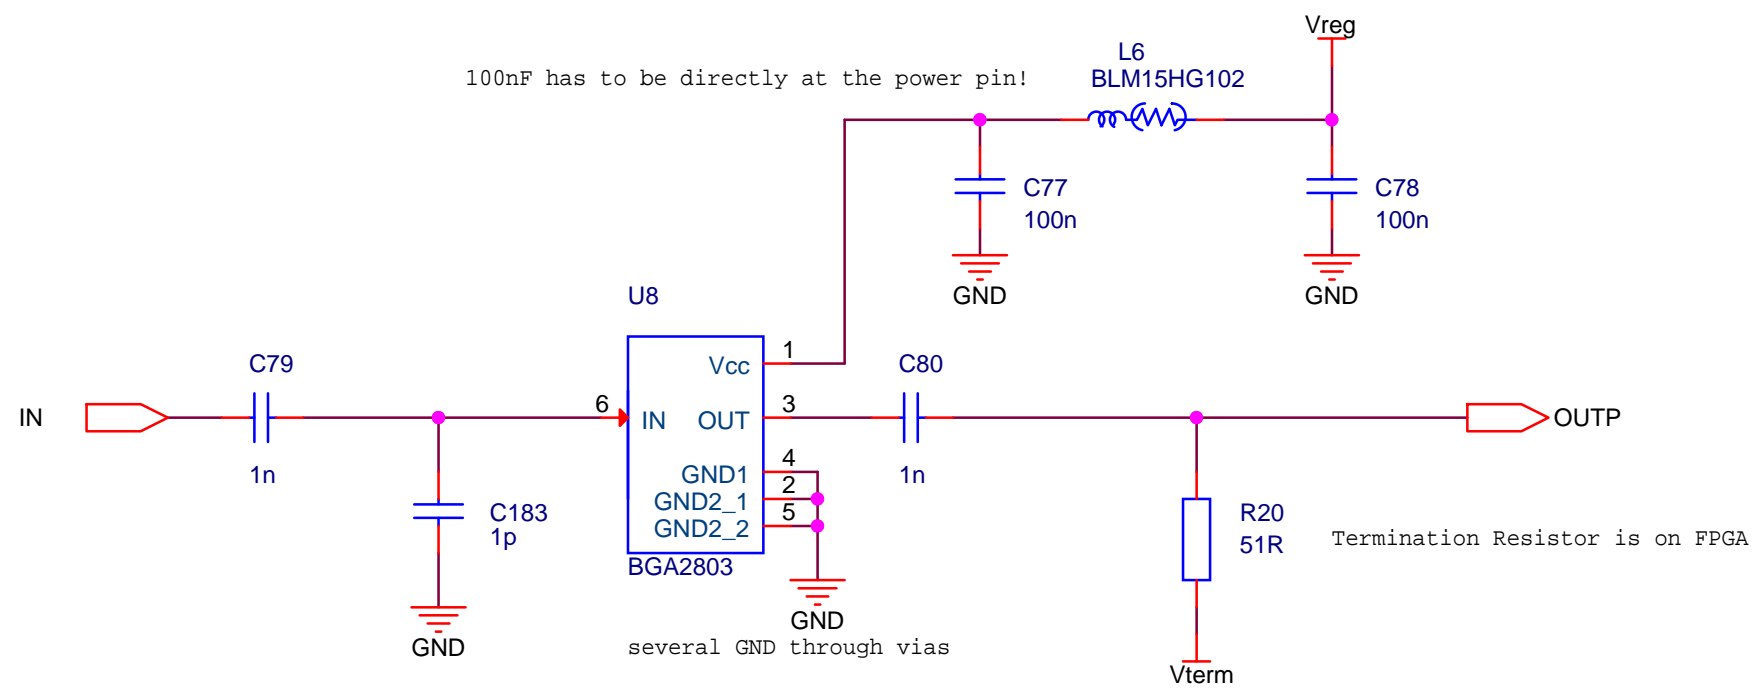 Vreg
L6
BLM15HG102
100nF has to be directly at the power pin!
C77
100n
C78
100n
GND
GND
U8
C79
1n
IN
6
IN
Vcc
1
OUT
3
GND1
4
GND2_1
2
GND2_2
5
BGA2803
C80
1n
OUTP
C183
1p
GND
GND
several GND through vias
R20
51R
Termination Resistor is on FPGA
Vterm